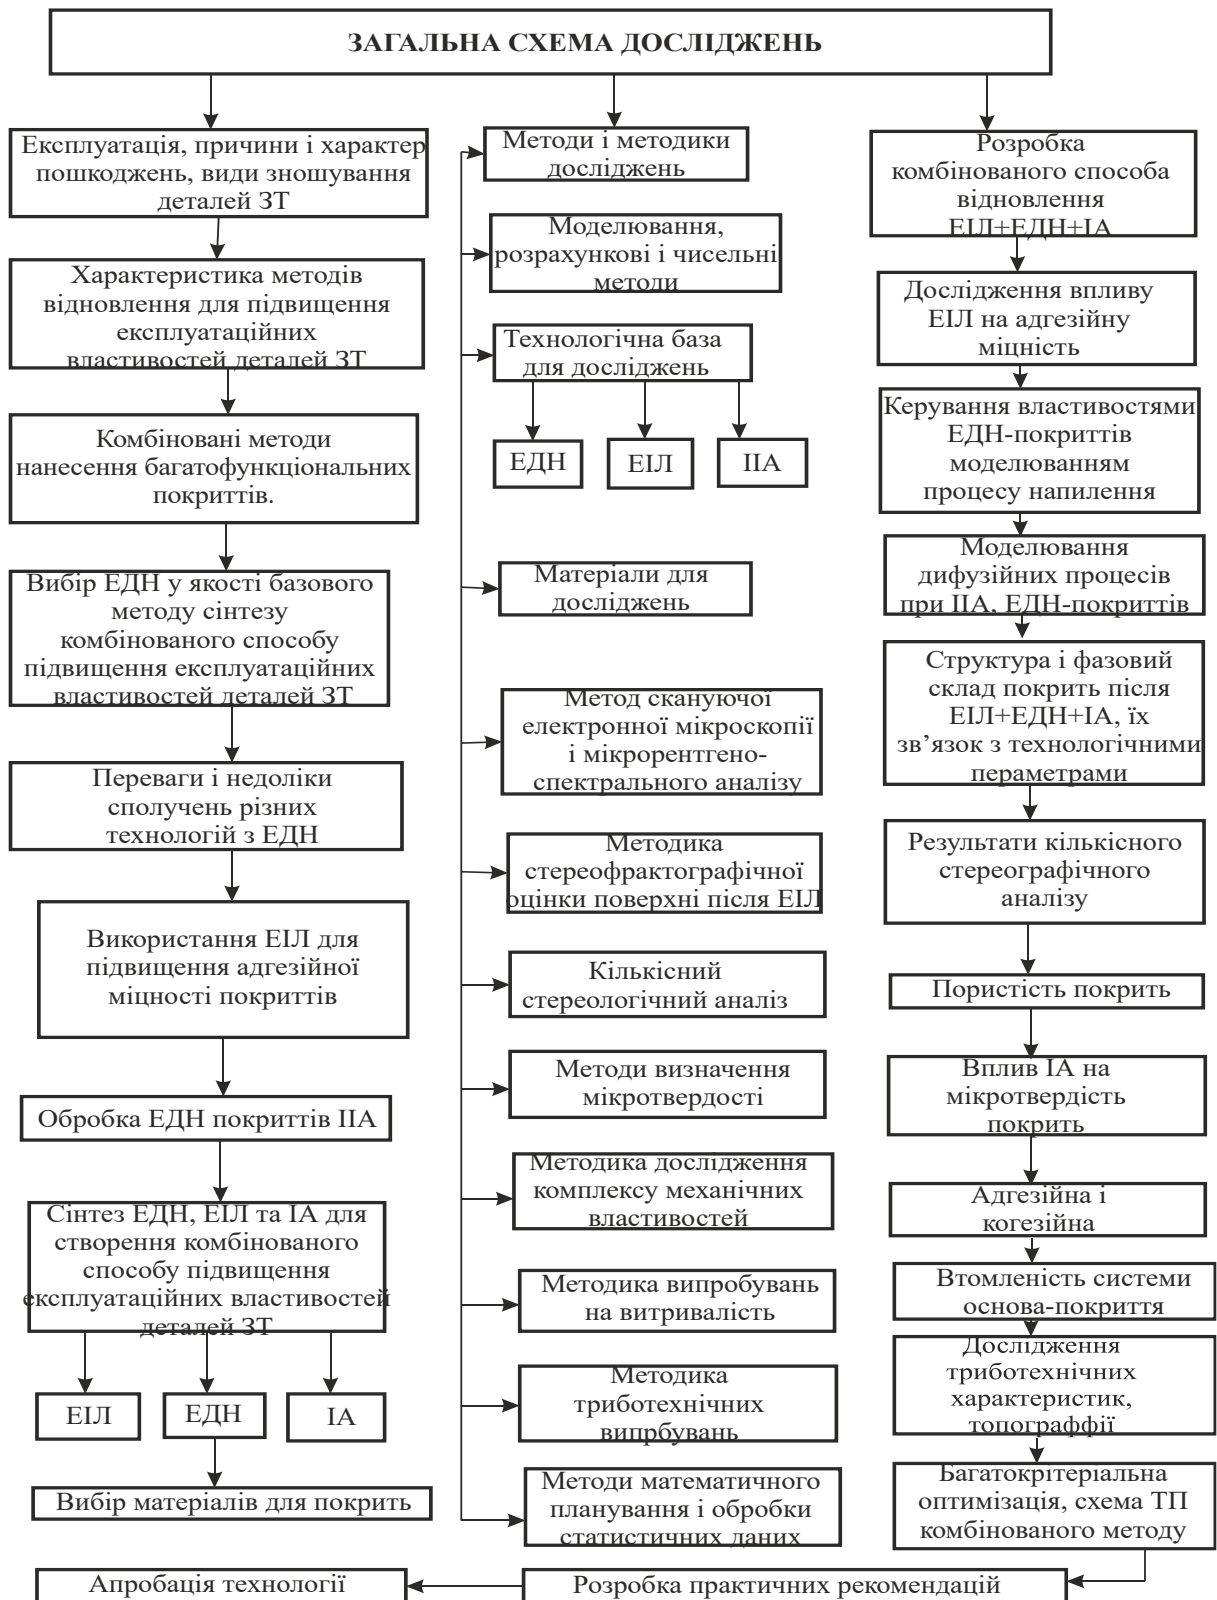 ЗАГАЛЬНА СХЕМА ДОСЛІДЖЕНЬ
Експлуатація, причини і характер
пошкоджень, види зношування
деталей ЗТ
Характеристика методів
відновлення для підвищення
експлуатаційних
властивостей деталей ЗТ
Комбіновані методи
нанесення багатофункціональних
покриттів.
Вибір ЕДН у якості базового
методу сінтезу
комбінованого способу
підвищення експлуатаційних
властивостей деталей ЗТ
Переваги і недоліки
сполучень різних
технологій з ЕДН
Використання ЕІЛ для
підвищення адгезійної
міцності покриттів
Обробка ЕДН покриттів ІІА
Сінтез ЕДН, ЕІЛ та ІА для
створення комбінованого
способу підвищення
експлуатаційних властивостей
деталей ЗТ
ЕІЛ
ЕДН
ІА
Вибір матеріалів для покрить
Методи і методики
досліджень
Моделювання,
розрахункові і чисельні
методи
Технологічна база
для досліджень
ЕДН
ЕІЛ
ІІА
Матеріали для
досліджень
Метод скануючої
електронної мікроскопії
і мікрорентгено-
спектрального аналізу
Методика
стереофрактографічної
оцінки поверхні після ЕІЛ
Кількісний
стереологічний аналіз
Методи визначення
мікротвердості
Методика дослідження
комплексу механічних
властивостей
Методика випробувань
на витривалість
Методика
триботехнічних
випрбувань
Методи математичного
планування і обробки
статистичних даних
Розробка
комбінованого способа
відновлення
ЕІЛ+ЕДН+ІА
Дослідження впливу
ЕІЛ на адгезійну
міцність
Керування властивостями
ЕДН-покриттів
моделюванням
процесу напилення
Моделювання
дифузійних процесів
при ІІА, ЕДН-покриттів
Структура і фазовий
склад покрить після
ЕІЛ+ЕДН+ІА, їх
зв’язок з технологічними
пераметрами
Результати кількісного
стереографічного
аналізу
Пористість покрить
Вплив ІА на
мікротвердість
покрить
Адгезійна і
когезійна
Втомленість системи
основа-покриття
Дослідження
триботехнічних
характеристик,
топограффії
Багатокрітеріальна
оптимізація, схема ТП
комбінованого методу
Апробація технології
Розробка практичних рекомендацій